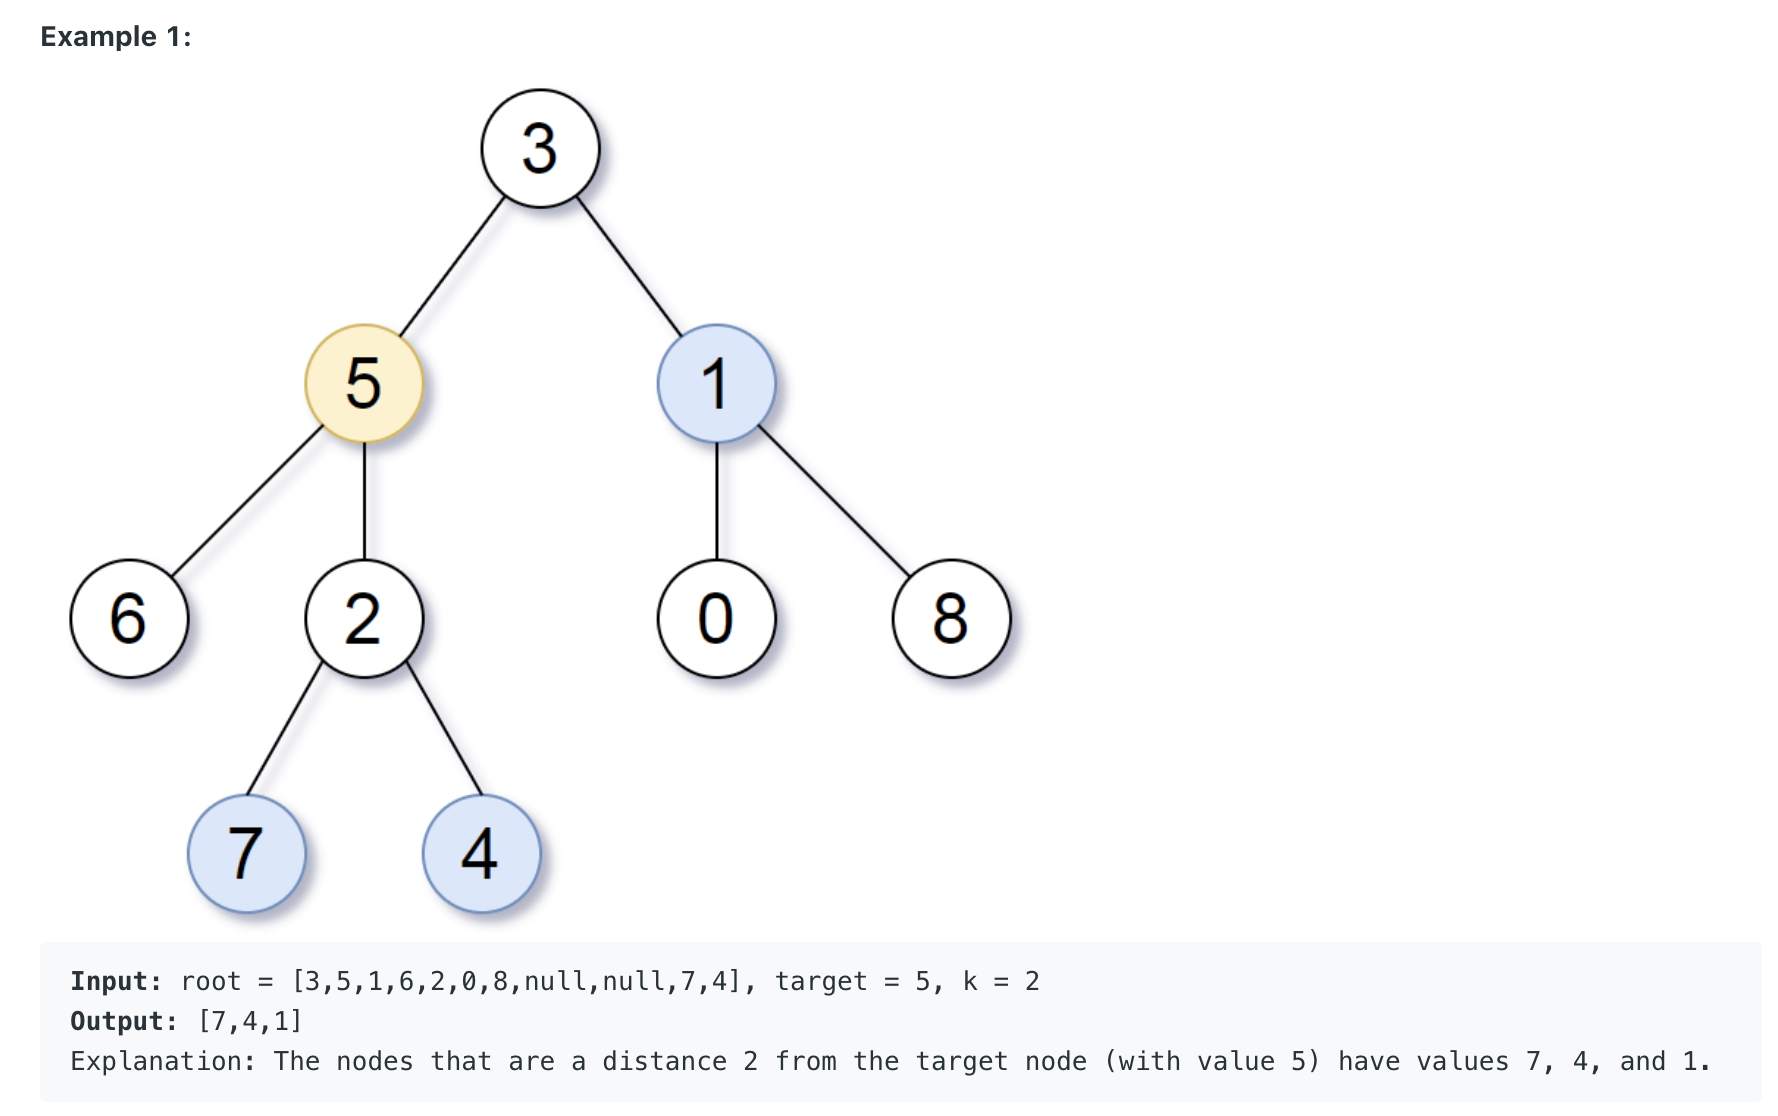 Example 1:
3
5
1
6
2
0
8
7
4
Input: root = [3,5,1,6,2,0,8,null,null,7,4], target = 5, k = 2
Output: [7,4,1]
Explanation: The nodes that are a distance 2 from the target node (with value 5) have values 7, 4, and 1.